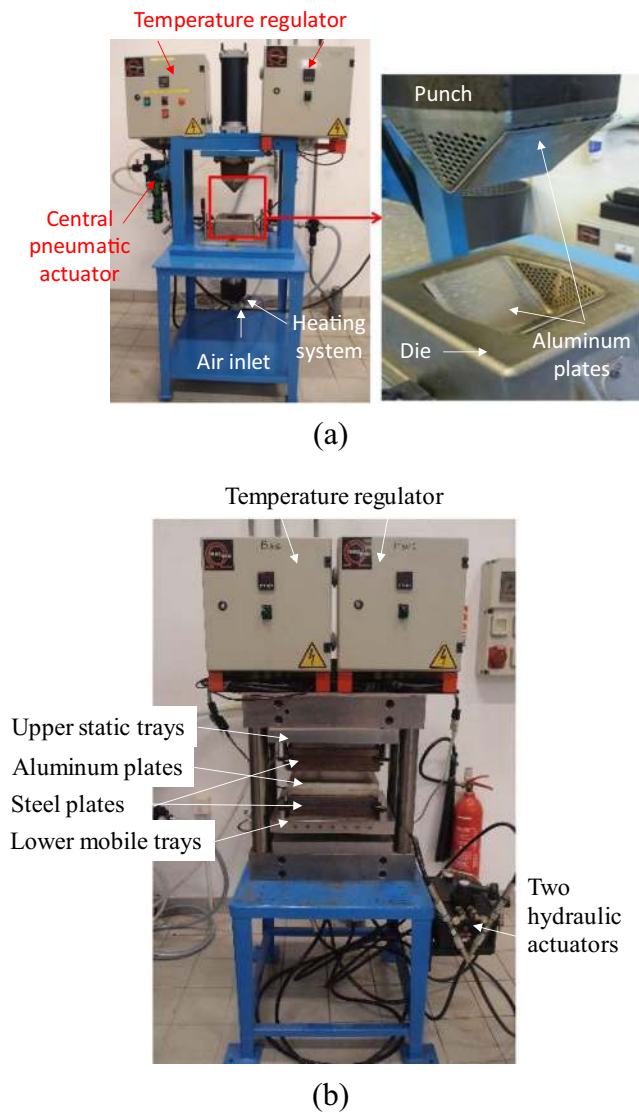 Temperature regulator
Punch
Central
pneumatic
actuator
Heating
system
Air inlet
Die
Aluminum
plates
(a)
Temperature regulator
Upper static trays
Aluminum plates
Steel plates
Lower mobile trays
Two
hydraulic
actuators
(b)